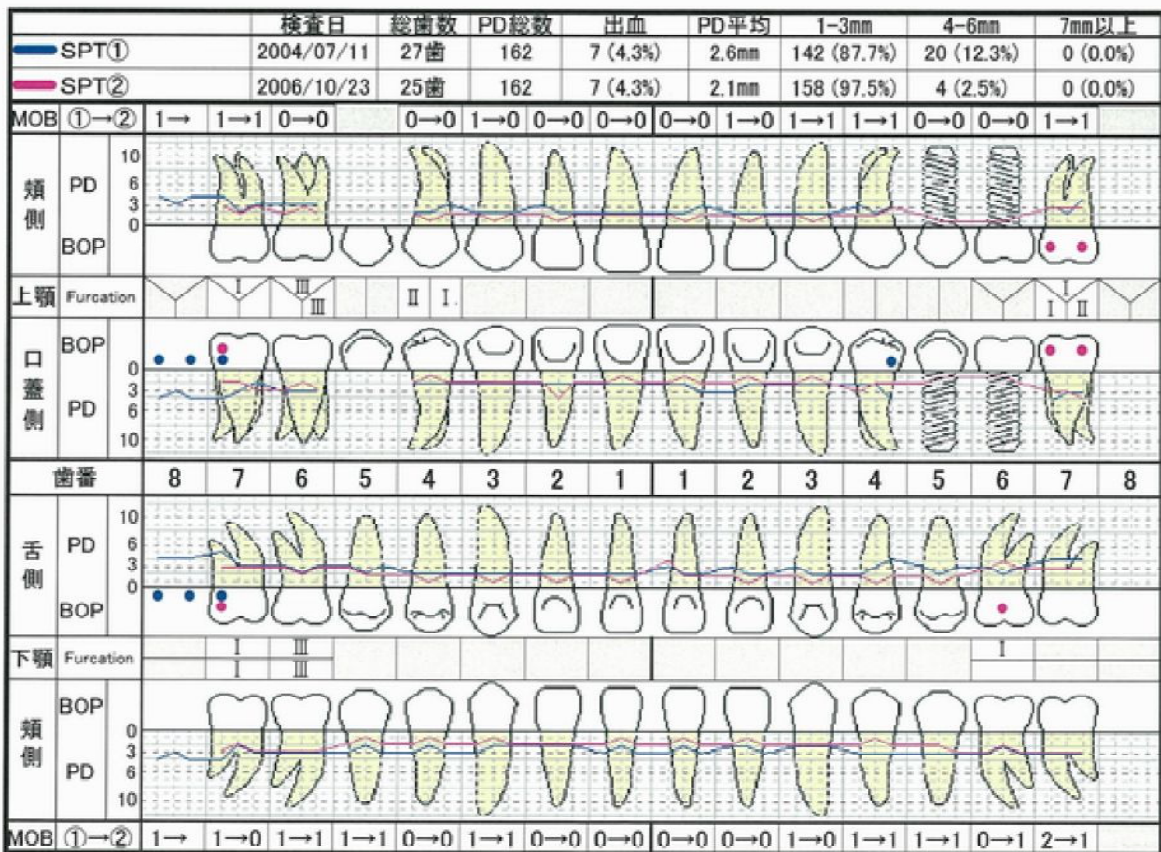 検査日 総歯数 PD総数 出血 PD平均 1-3mm 4-6mm 7mm以上
SPT① 2004/07/11 27歯 162 7 (4.3%) 2.6mm 142 (87.7%) 20 (12.3%) 0 (0.0%)
SPT② 2006/10/23 25歯 162 7 (4.3%) 2.1mm 158 (97.5%) 4 (2.5%) 0 (0.0%)
MOB ①→② 1→ 1→1 0→0 0→0 1→0 0→0 0→0 0→0 1→0 1→1 1→1 0→0 0→0 1→1
頬側 PD 10 6 3 0
BOP
上顎 Furcation Ⅰ Ⅲ Ⅲ Ⅱ Ⅰ Ⅰ Ⅰ Ⅱ
口蓋側 BOP
PD 0 3 6 10
歯番 8 7 6 5 4 3 2 1 1 2 3 4 5 6 7 8
舌側 PD 10 6 3 0
BOP
下顎 Furcation Ⅰ Ⅰ Ⅲ Ⅲ Ⅰ
頬側 BOP
PD 0 3 6 10
MOB ①→② 1→ 1→0 1→1 1→1 0→0 1→1 0→0 0→0 0→0 0→0 1→0 1→1 1→1 0→1 2→1